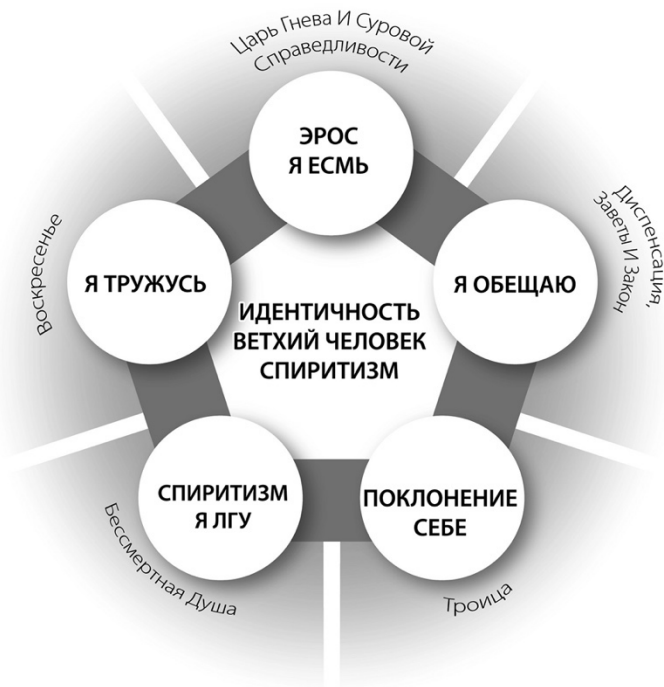 Царь Гнева И Суровой
Справедливости
ЭРОС
Я ЕСМЬ
Диспенсация,
Заветы И Закон
Воскресенье
Я ТРУЖУСЬ
Я ОБЕЩАЮ
ИДЕНТИЧНОСТЬ
ВЕТХИЙ ЧЕЛОВЕК
СПИРИТИЗМ
СПИРИТИЗМ
Я ЛГУ
ПОКЛОНЕНИЕ
СЕБЕ
Бессмертная Душа
Троица